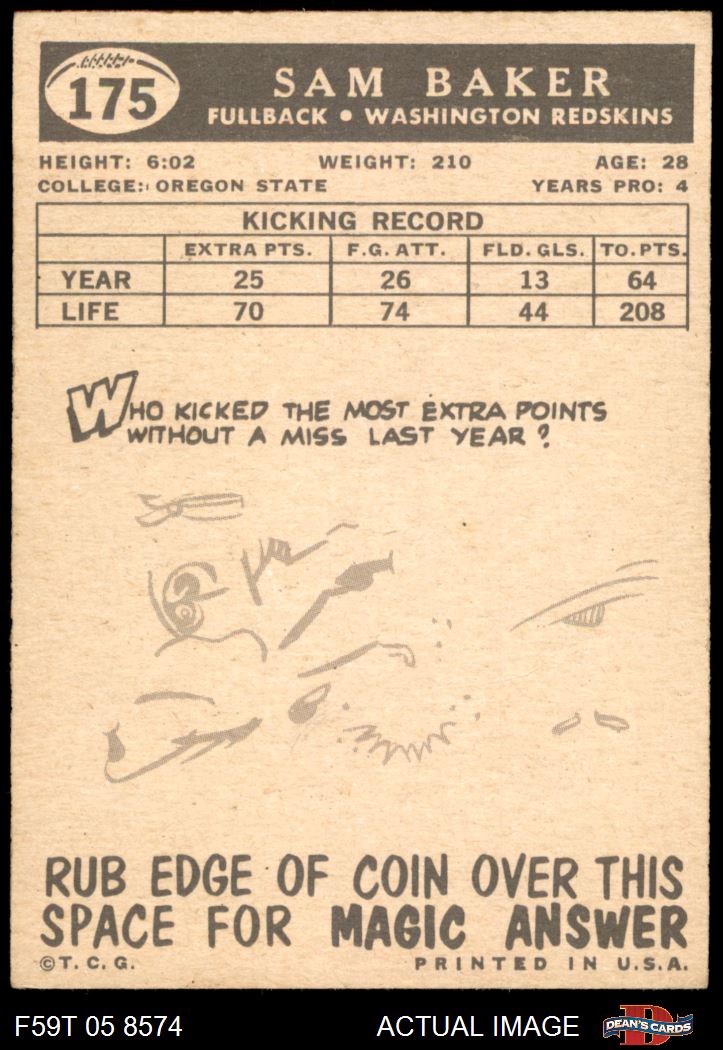 175
SAM BAKER
FULLBACK • WASHINGTON REDSKINS
HEIGHT: 6:02 WEIGHT: 210 AGE: 28
COLLEGE: OREGON STATE YEARS PRO: 4
KICKING RECORD
EXTRA PTS. F.G. ATT. FLD. GLS. TO. PTS.
YEAR 25 26 13 64
LIFE 70 74 44 208
WHO KICKED THE MOST EXTRA POINTS
WITHOUT A MISS LAST YEAR?
RUB EDGE OF COIN OVER THIS
SPACE FOR MAGIC ANSWER
© T. C. G. PRINTED IN U.S.A.
F59T 05 8574 ACTUAL IMAGE D DEAN'S CARDS